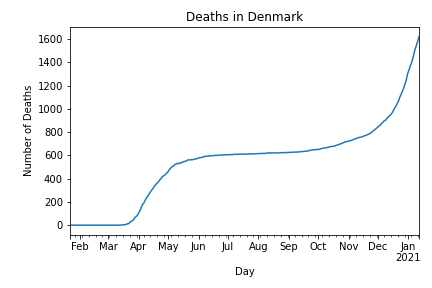 Deaths in Denmark
1600
1400
1200
1000
800
600
400
200
0
Number of Deaths
Feb Mar Apr May Jun Jul Aug Sep Oct Nov Dec Jan
2021
Day